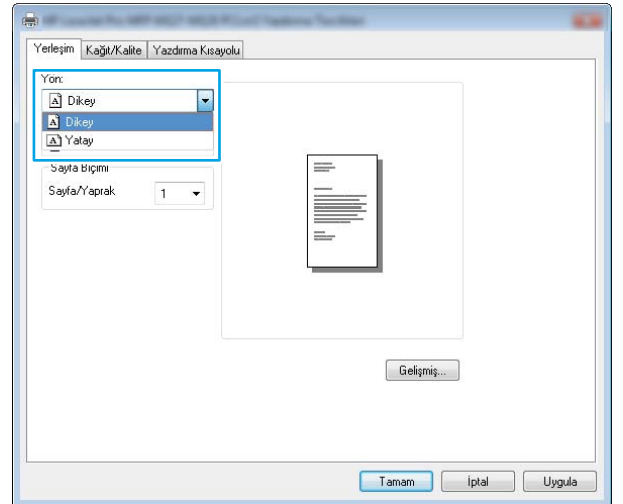 Yerleşim Kağıt/Kalite Yazdırma Kısayolu
Yön:
Dikey
Dikey
Yatay
Sayfa Biçimi
Sayfa/Yaprak 1
Gelişmiş...
Tamam İptal Uygula